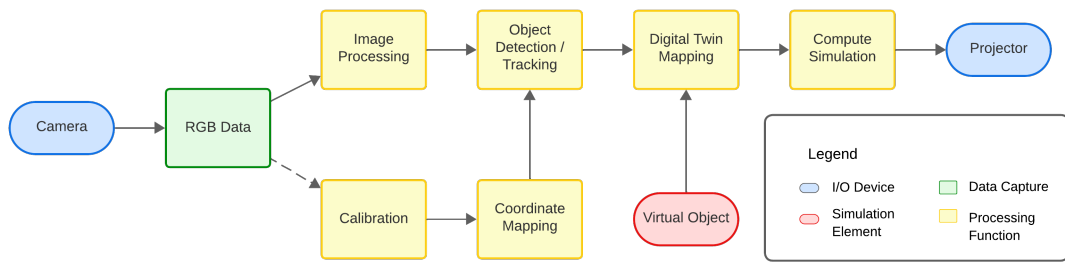 Image
Processing
Object
Detection /
Tracking
Digital Twin
Mapping
Compute
Simulation
Projector
Camera
RGB Data
Calibration
Coordinate
Mapping
Virtual Object
Legend
I/O Device
Data Capture
Simulation
Element
Processing
Function